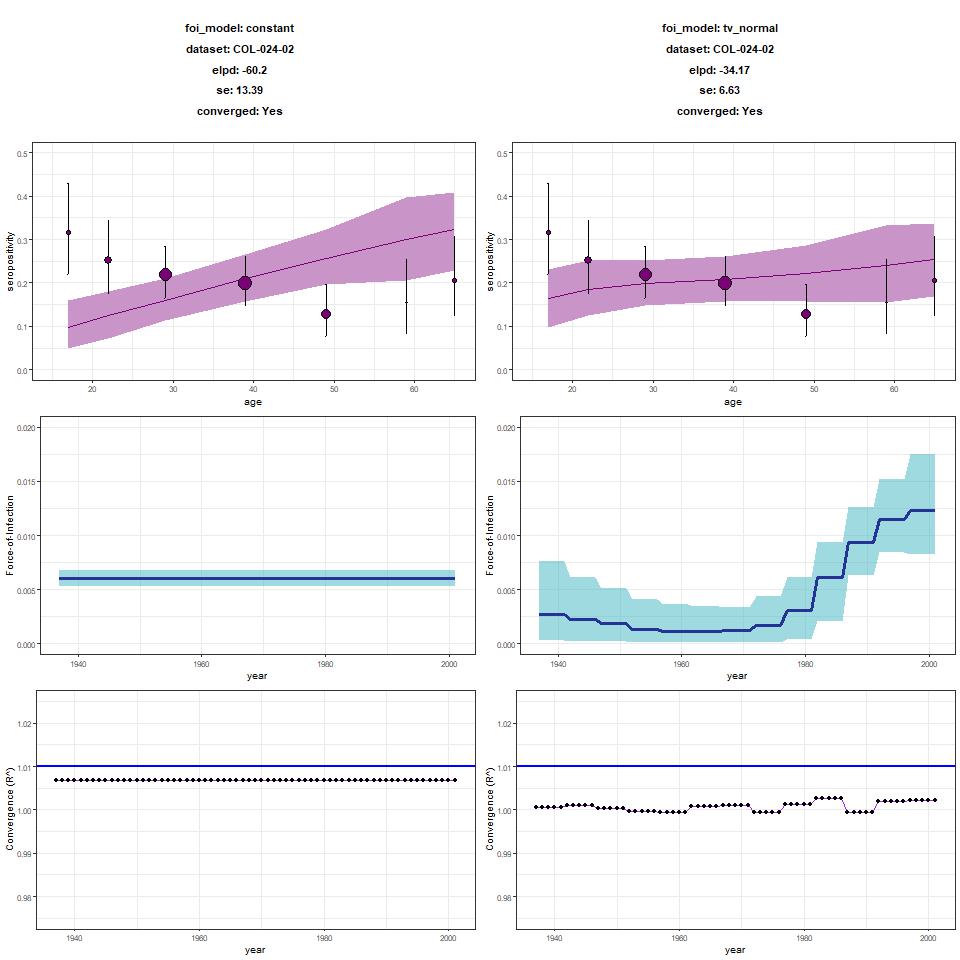 foi_model: constant
dataset: COL-024-02
elpd: -60.2
se: 13.39
converged: Yes
0.5
0.4
0.3
0.2
0.1
0.0
seropositivity
20
30
40
50
60
age
0.020
0.015
0.010
0.005
0.000
Force-of-Infection
1940
1960
1980
2000
year
1.02
1.01
1.00
0.99
0.98
Convergence (R^)
1940
1960
1980
2000
year
foi_model: tv_normal
dataset: COL-024-02
elpd: -34.17
se: 6.63
converged: Yes
0.5
0.4
0.3
0.2
0.1
0.0
seropositivity
20
30
40
50
60
age
0.020
0.015
0.010
0.005
0.000
Force-of-Infection
1940
1960
1980
2000
year
1.02
1.01
1.00
0.99
0.98
Convergence (R^)
1940
1960
1980
2000
year